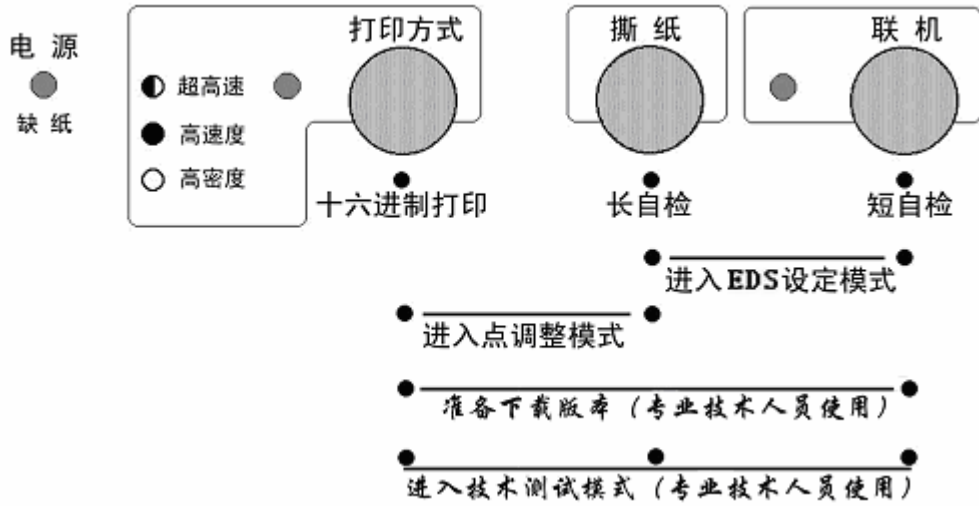 打印方式
撕纸
联机
电源
缺纸
超高速
高速度
高密度
十六进制打印
长自检
短自检
进入EDS设定模式
进入点调整模式
准备下载版本（专业技术人员使用）
进入技术测试模式（专业技术人员使用）